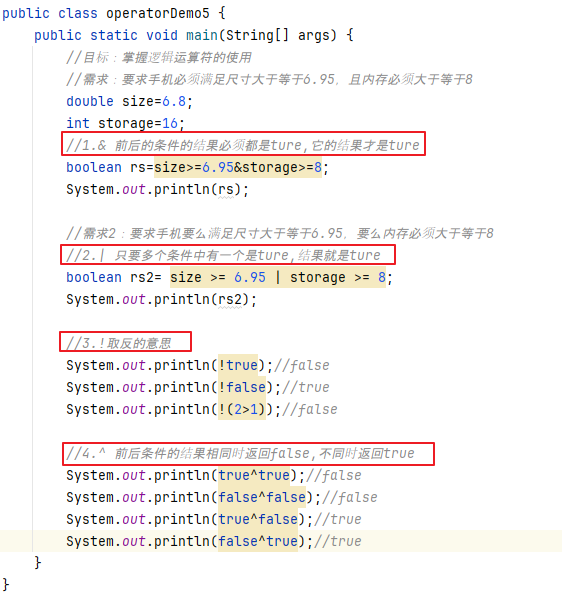 public class operatorDemo5 {
public static void main(String[] args) {
//目标：掌握逻辑运算符的使用
//需求：要求手机必须满足尺寸大于等于6.95，且内存必须大于等于8
double size=6.8;
int storage=16;
//1.& 前后的条件的结果必须都是ture,它的结果才是ture
boolean rs=size>=6.95&storage>=8;
System.out.println(rs);
//需求2：要求手机要么满足尺寸大于等于6.95，要么内存必须大于等于8
//2.| 只要多个条件中有一个是ture,结果就是ture
boolean rs2= size >= 6.95 | storage >= 8;
System.out.println(rs2);
//3.!取反的意思
System.out.println(!true);//false
System.out.println(!false);//true
System.out.println(!(2>1));//false
//4.^ 前后条件的结果相同时返回false,不同时返回true
System.out.println(true^true);//false
System.out.println(false^false);//false
System.out.println(true^false);//true
System.out.println(false^true);//true
}
}